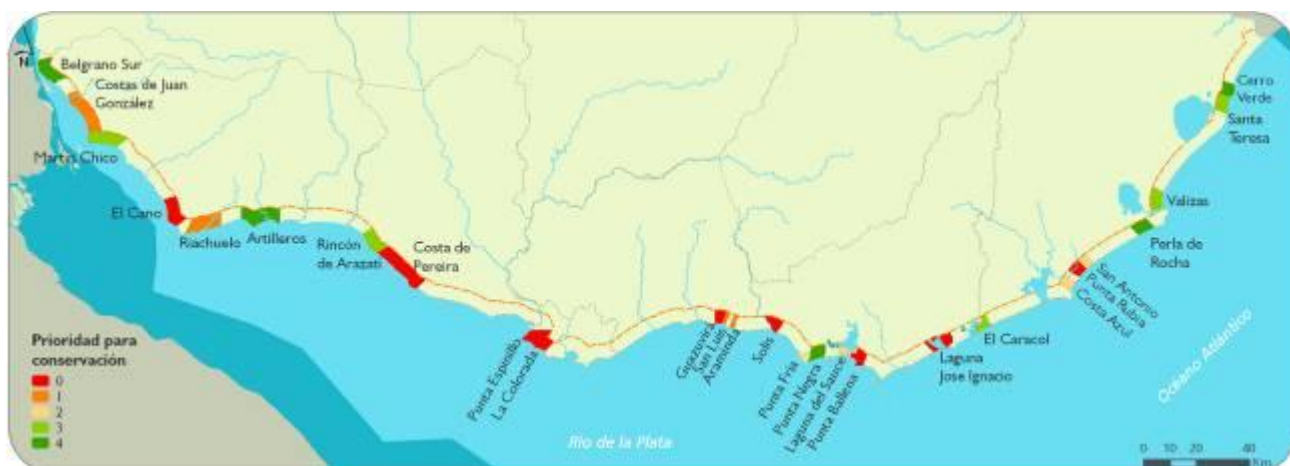 N
Belgrano Sur
Costas de Juan
González
Martín Chico
El Cano
Riachuelo
Artilleros
Rincón
de Arazatí
Costa de
Pereira
Punta Espinillo
La Colorada
Guazuvirá
San Luis
Araminda
Solís
Punta Fría
Punta Negra
Laguna del Sauce
Punta Ballena
Laguna
Jose Ignacio
El Caracol
San Antonio
Punta Rubia
Costa Azul
Perla de
Rocha
Valizas
Cerro
Verde
Santa
Teresa
Río de la Plata
Oceano Atlántico
Prioridad para
conservación
0
1
2
3
4
0 10 20 40
Km